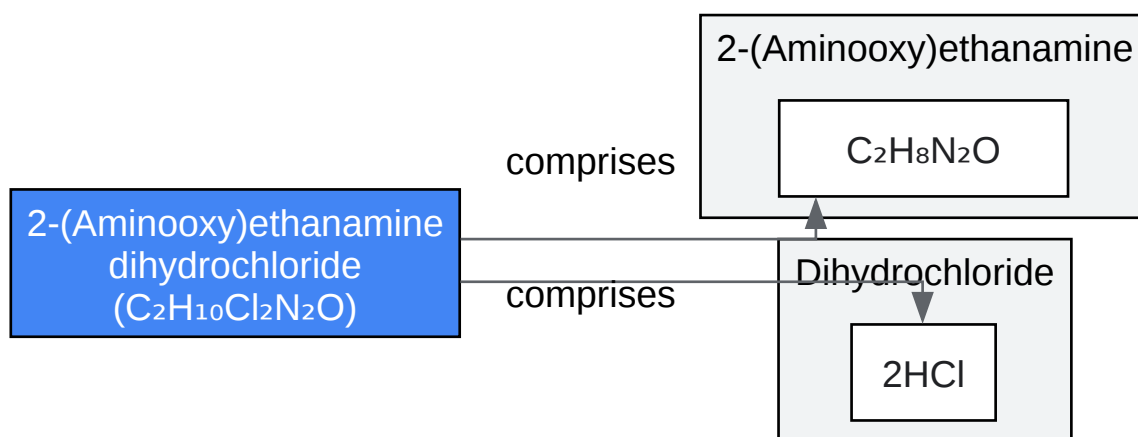 2-(Aminooxy)ethanamine
C₂H₈N₂O
comprises
2-(Aminooxy)ethanamine
dihydrochloride
(C₂H₁₀Cl₂N₂O)
comprises
Dihydrochloride
2HCl